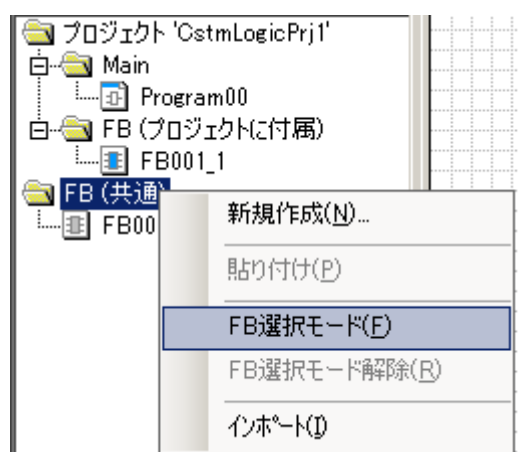 プロジェクト 'CstmLogicPrj1'
Main
Program00
FB (プロジェクトに付属)
FB001_1
FB (共通)
FB00
新規作成(N)...
貼り付け(P)
FB選択モード(F)
FB選択モード解除(R)
インポート(I)